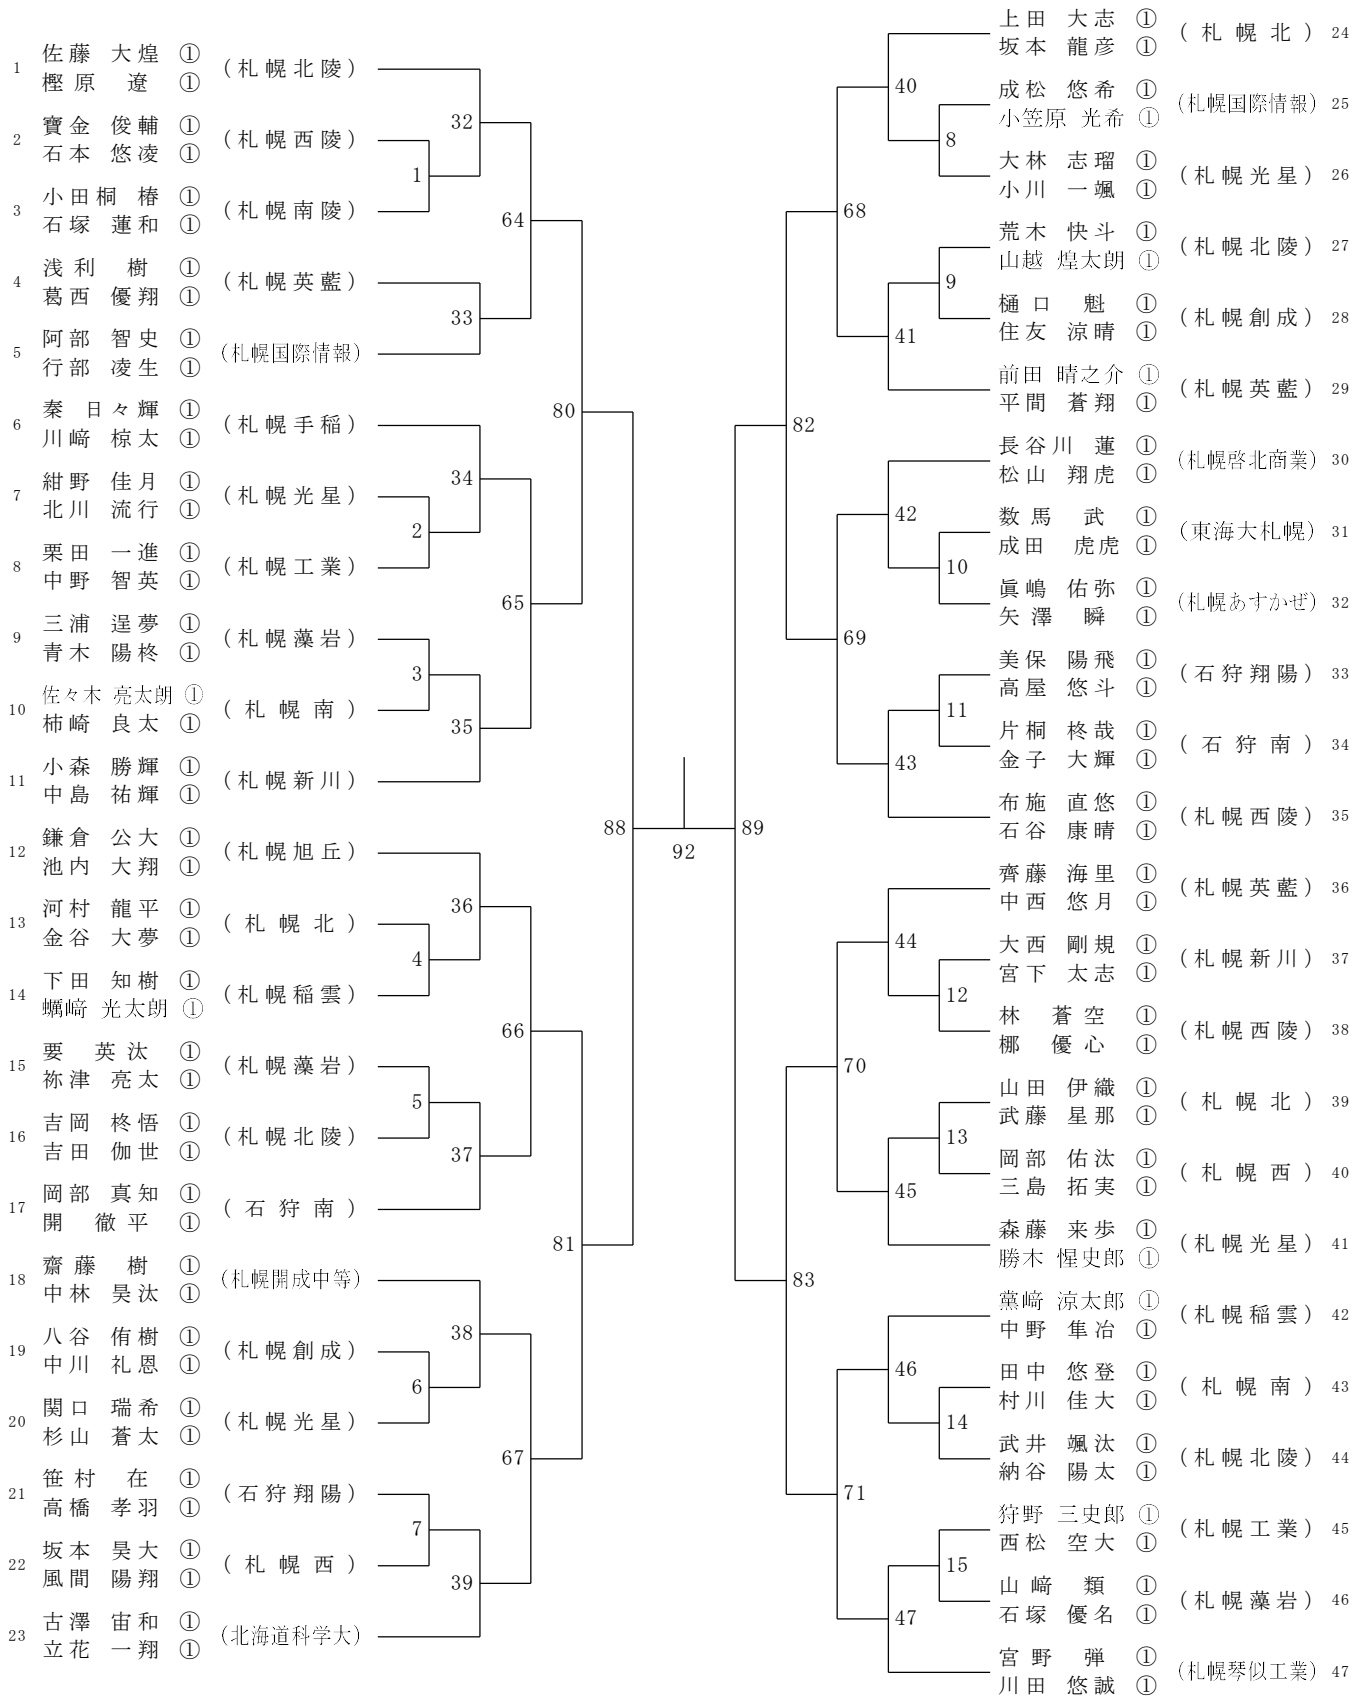 1 佐藤 大煌 ① (札幌北陵)
樫原 遼 ①
2 寶金 俊輔 ① (札幌西陵)
石本 悠凌 ①
3 小田桐 椿 ① (札幌南陵)
石塚 蓮和 ①
4 浅利 樹 ① (札幌英藍)
葛西 優翔 ①
5 阿部 智史 ① (札幌国際情報)
行部 凌生 ①
6 秦 日々輝 ① (札幌手稲)
川﨑 椋太 ①
7 紺野 佳月 ① (札幌光星)
北川 流行 ①
8 栗田 一進 ① (札幌工業)
中野 智英 ①
9 三浦 逞夢 ① (札幌藻岩)
青木 陽柊 ①
10 佐々木 亮太朗 ① (札幌南)
柿崎 良太 ①
11 小森 勝輝 ① (札幌新川)
中島 祐輝 ①
12 鎌倉 公大 ① (札幌旭丘)
池内 大翔 ①
13 河村 龍平 ① (札幌北)
金谷 大夢 ①
14 下田 知樹 ① (札幌稲雲)
蠣﨑 光太朗 ①
15 要 英汰 ① (札幌藻岩)
祢津 亮太 ①
16 吉岡 柊悟 ① (札幌北陵)
吉田 伽世 ①
17 岡部 真知 ① (石狩南)
開 徹平 ①
18 齋藤 樹 ① (札幌開成中等)
中林 昊汰 ①
19 八谷 侑樹 ① (札幌創成)
中川 礼恩 ①
20 関口 瑞希 ① (札幌光星)
杉山 蒼太 ①
21 笹村 在 ① (石狩翔陽)
高橋 孝羽 ①
22 坂本 昊大 ① (札幌西)
風間 陽翔 ①
23 古澤 宙和 ① (北海道科学大)
立花 一翔 ①
1
2
3
4
5
6
7
32
33
34
35
36
37
38
39
64
65
66
67
80
81
88
92
89
82
83
68
69
70
71
40
41
42
43
44
45
46
47
8
9
10
11
12
13
14
15
上田 大志 ① (札幌北) 24
坂本 龍彦 ①
成松 悠希 ① (札幌国際情報) 25
小笠原 光希 ①
大林 志瑠 ① (札幌光星) 26
小川 一颯 ①
荒木 快斗 ① (札幌北陵) 27
山越 煌太朗 ①
樋口 魁 ① (札幌創成) 28
住友 涼晴 ①
前田 晴之介 ① (札幌英藍) 29
平間 蒼翔 ①
長谷川 蓮 ① (札幌啓北商業) 30
松山 翔虎 ①
数馬 武 ① (東海大札幌) 31
成田 虎虎 ①
眞嶋 佑弥 ① (札幌あすかぜ) 32
矢澤 瞬 ①
美保 陽飛 ① (石狩翔陽) 33
高屋 悠斗 ①
片桐 柊哉 ① (石狩南) 34
金子 大輝 ①
布施 直悠 ① (札幌西陵) 35
石谷 康晴 ①
齊藤 海里 ① (札幌英藍) 36
中西 悠月 ①
大西 剛規 ① (札幌新川) 37
宮下 太志 ①
林 蒼空 ① (札幌西陵) 38
梛 優心 ①
山田 伊織 ① (札幌北) 39
武藤 星那 ①
岡部 佑汰 ① (札幌西) 40
三島 拓実 ①
森藤 来歩 ① (札幌光星) 41
勝木 惺史郎 ①
黨﨑 涼太郎 ① (札幌稲雲) 42
中野 隼冶 ①
田中 悠登 ① (札幌南) 43
村川 佳大 ①
武井 颯汰 ① (札幌北陵) 44
納谷 陽太 ①
狩野 三史郎 ① (札幌工業) 45
西松 空大 ①
山﨑 類 ① (札幌藻岩) 46
石塚 優名 ①
宮野 弾 ① (札幌琴似工業) 47
川田 悠誠 ①